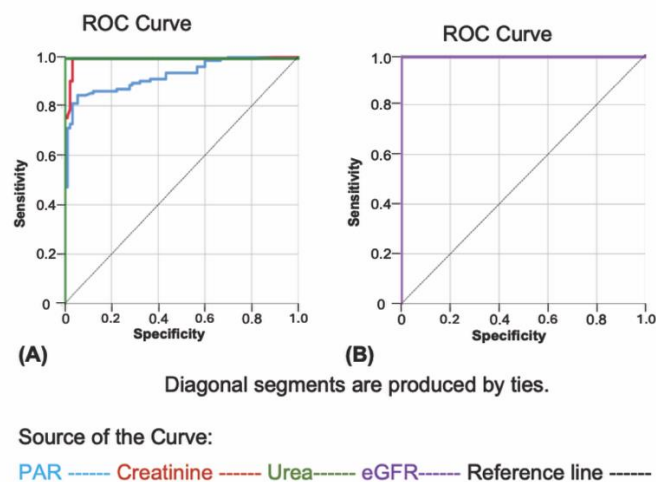 ROC Curve
1.0
0.8
0.6
0.4
0.2
0
Sensitivity
0 0.2 0.4 0.6 0.8 1.0
Specificity
(A)
ROC Curve
1.0
0.8
0.6
0.4
0.2
0
Sensitivity
0 0.2 0.4 0.6 0.8 1.0
Specificity
(B)
Diagonal segments are produced by ties.
Source of the Curve:
PAR ------ Creatinine ------ Urea------ eGFR------ Reference line ------